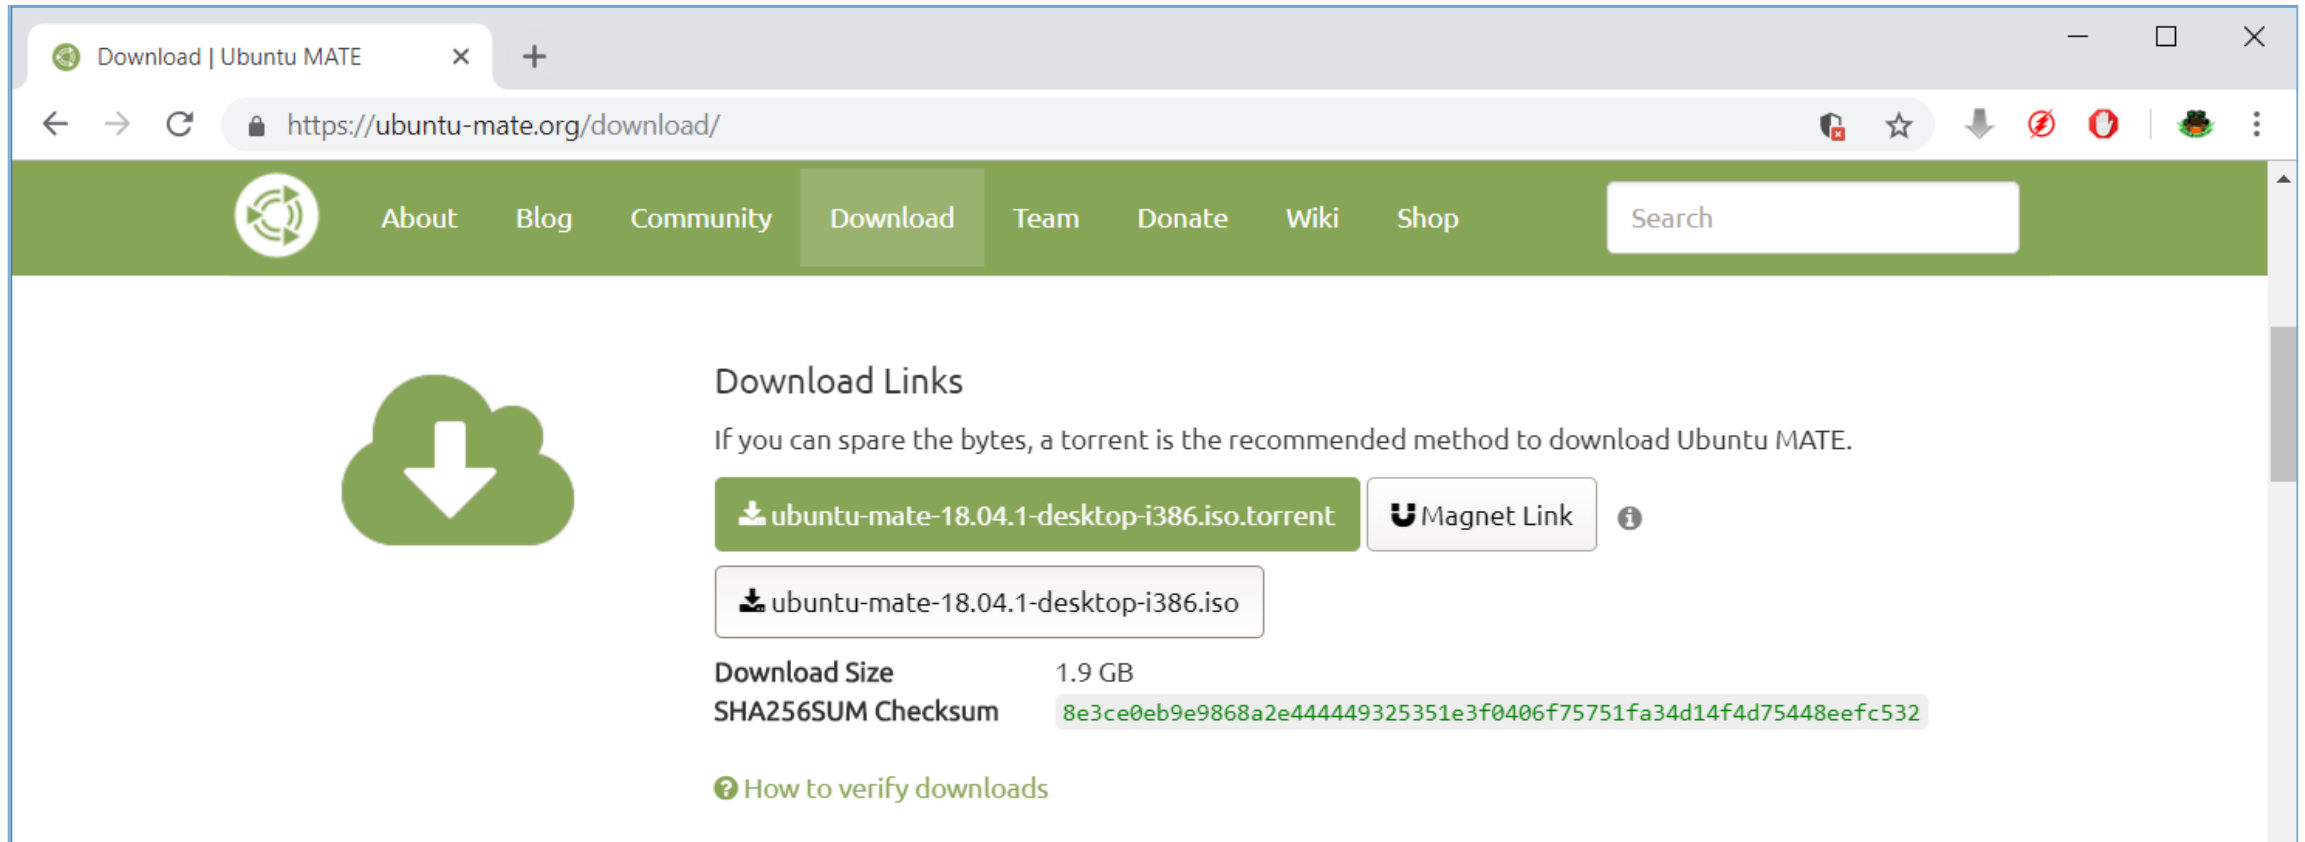 Download | Ubuntu MATE
https://ubuntu-mate.org/download/
About Blog Community Download Team Donate Wiki Shop Search
Download Links
If you can spare the bytes, a torrent is the recommended method to download Ubuntu MATE.
ubuntu-mate-18.04.1-desktop-i386.iso.torrent Magnet Link
ubuntu-mate-18.04.1-desktop-i386.iso
Download Size 1.9 GB
SHA256SUM Checksum 8e3ce0eb9e9868a2e444449325351e3f0406f75751fa34d14f4d75448eefc532
How to verify downloads